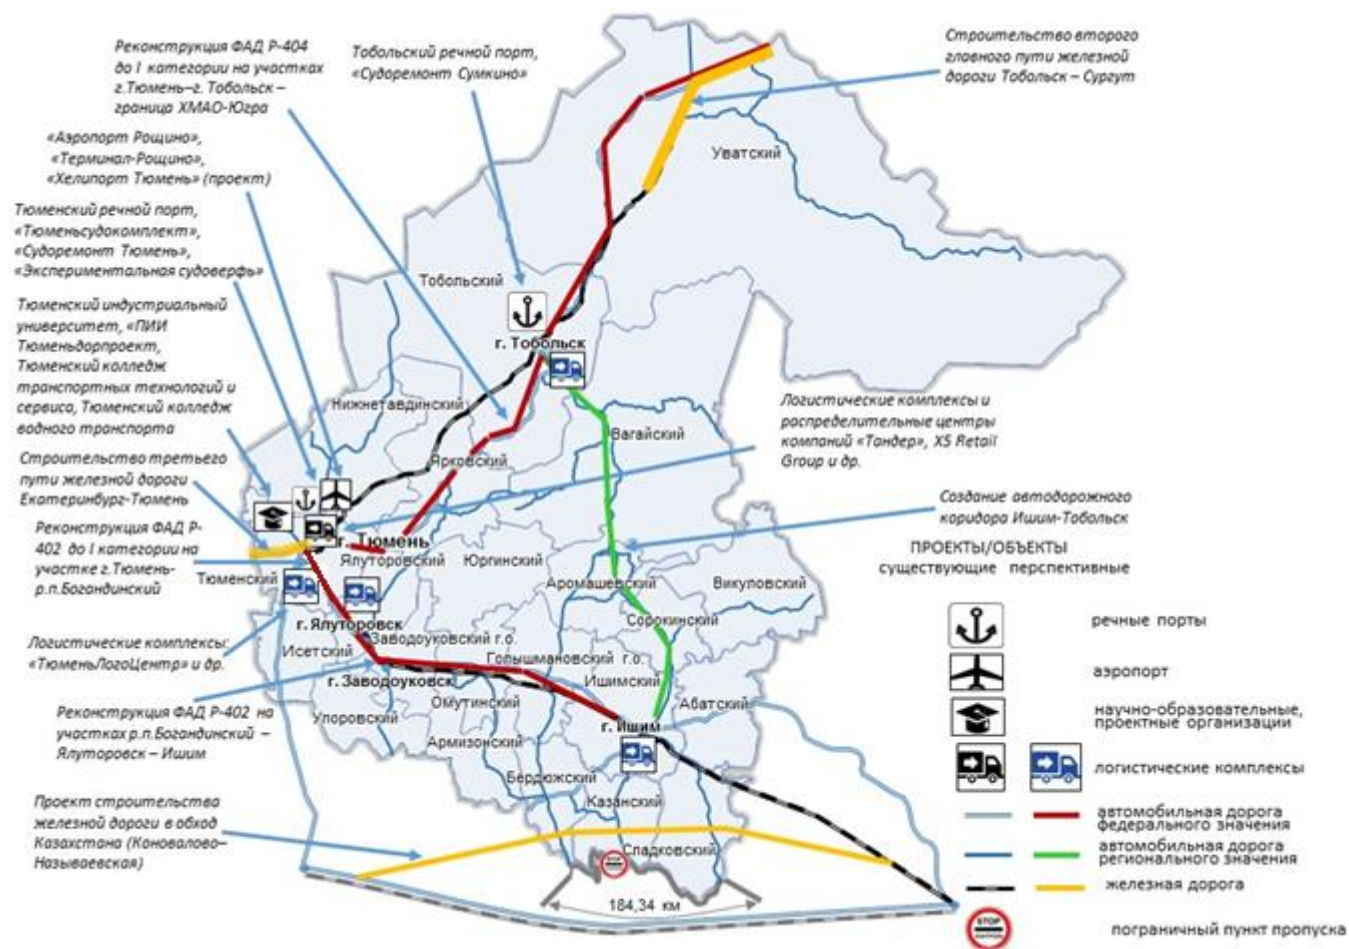 Реконструкция ФАД Р-404
до I категории на участках
г.Тюмень–г. Тобольск –
граница ХМАО-Югра
Тобольский речной порт,
«Судоремонт Сумкино»
Строительство второго
главного пути железной
дороги Тобольск – Сургут
«Аэропорт Рощино»,
«Терминал-Рощино»,
«Хелипорт Тюмень» (проект)
Тюменский речной порт,
«Тюменьсудокомплект»,
«Судоремонт Тюмень»,
«Экспериментальная судоверфь»
Тюменский индустриальный
университет, «ПИИ
Тюменьдорпроект,
Тюменский колледж
транспортных технологий и
сервиса, Тюменский колледж
водного транспорта
Строительство третьего
пути железной дороги
Екатеринбург-Тюмень
Реконструкция ФАД Р-
402 до I категории на
участке г.Тюмень-
р.п.Богандинский
Логистические комплексы:
«ТюменьЛогоЦентр» и др.
Реконструкция ФАД Р-402 на
участках р.п.Богандинский –
Ялуторовск – Ишим
Проект строительства
железной дороги в обход
Казахстана (Коновалово–
Называевская)
Уватский
Тобольский
г. Тобольск
Нижнетавдинский
Вагайский
Ярковский
г. Тюмень
Тюменский
Ялуторовский
Юргинский
Аромашевский
Викуловский
Сорокинский
г. Ялуторовск
Исетский
Заводоуковский г.о.
Голышмановский г.о.
Ишимский
г. Заводоуковск
Омутинский
Абатский
Упоровский
г. Ишим
Армизонский
Бердюжский
Казанский
Сладковский
STOP
184,34 км
Логистические комплексы и
распределительные центры
компаний «Тандер», X5 Retail
Group и др.
Создание автодорожного
коридора Ишим-Тобольск
ПРОЕКТЫ/ОБЪЕКТЫ
существующие перспективные
речные порты
аэропорт
научно-образовательные,
проектные организации
логистические комплексы
автомобильная дорога
федерального значения
автомобильная дорога
регионального значения
железная дорога
STOP
пограничный пункт пропуска